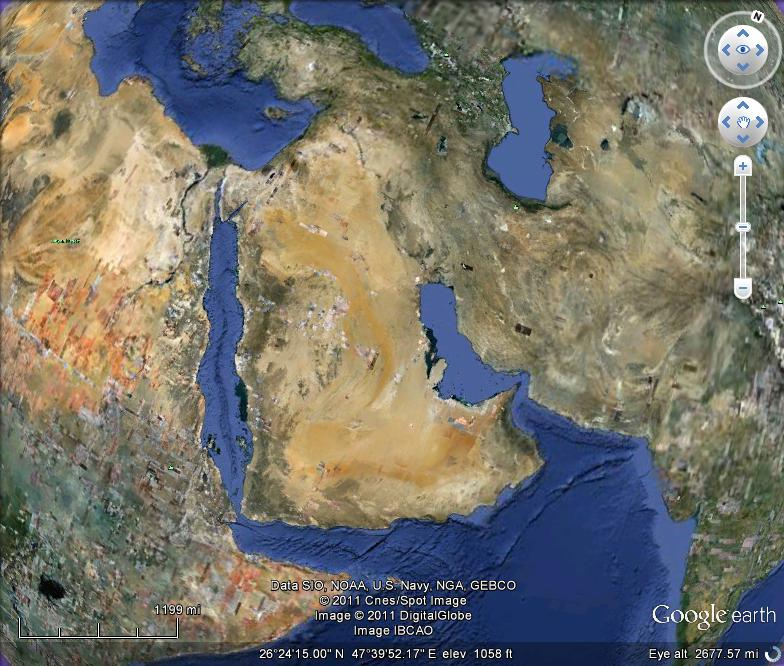 N
Data SIO, NOAA, U.S. Navy, NGA, GEBCO
© 2011 Cnes/Spot Image
Image © 2011 DigitalGlobe
Image IBCAO
1199 mi
Google earth
26°24'15.00" N 47°39'52.17" E elev 1058 ft
Eye alt 2677.57 mi